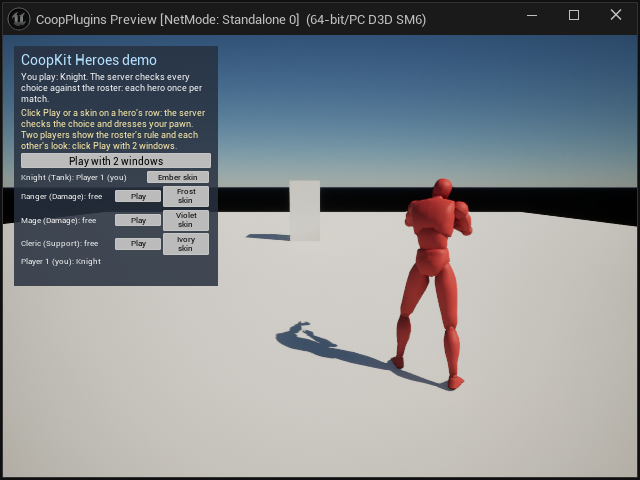 CoopPlugins Preview [NetMode: Standalone 0] (64-bit/PC D3D SM6)
CoopKit Heroes demo
You play: Knight. The server checks every
choice against the roster: each hero once per
match.
Click Play or a skin on a hero's row: the server
checks the choice and dresses your pawn.
Two players show the roster's rule and each
other's look: click Play with 2 windows.
Play with 2 windows
Knight (Tank): Player 1 (you) Ember skin
Ranger (Damage): free Play Frost skin
Mage (Damage): free Play Violet skin
Cleric (Support): free Play Ivory skin
Player 1 (you): Knight